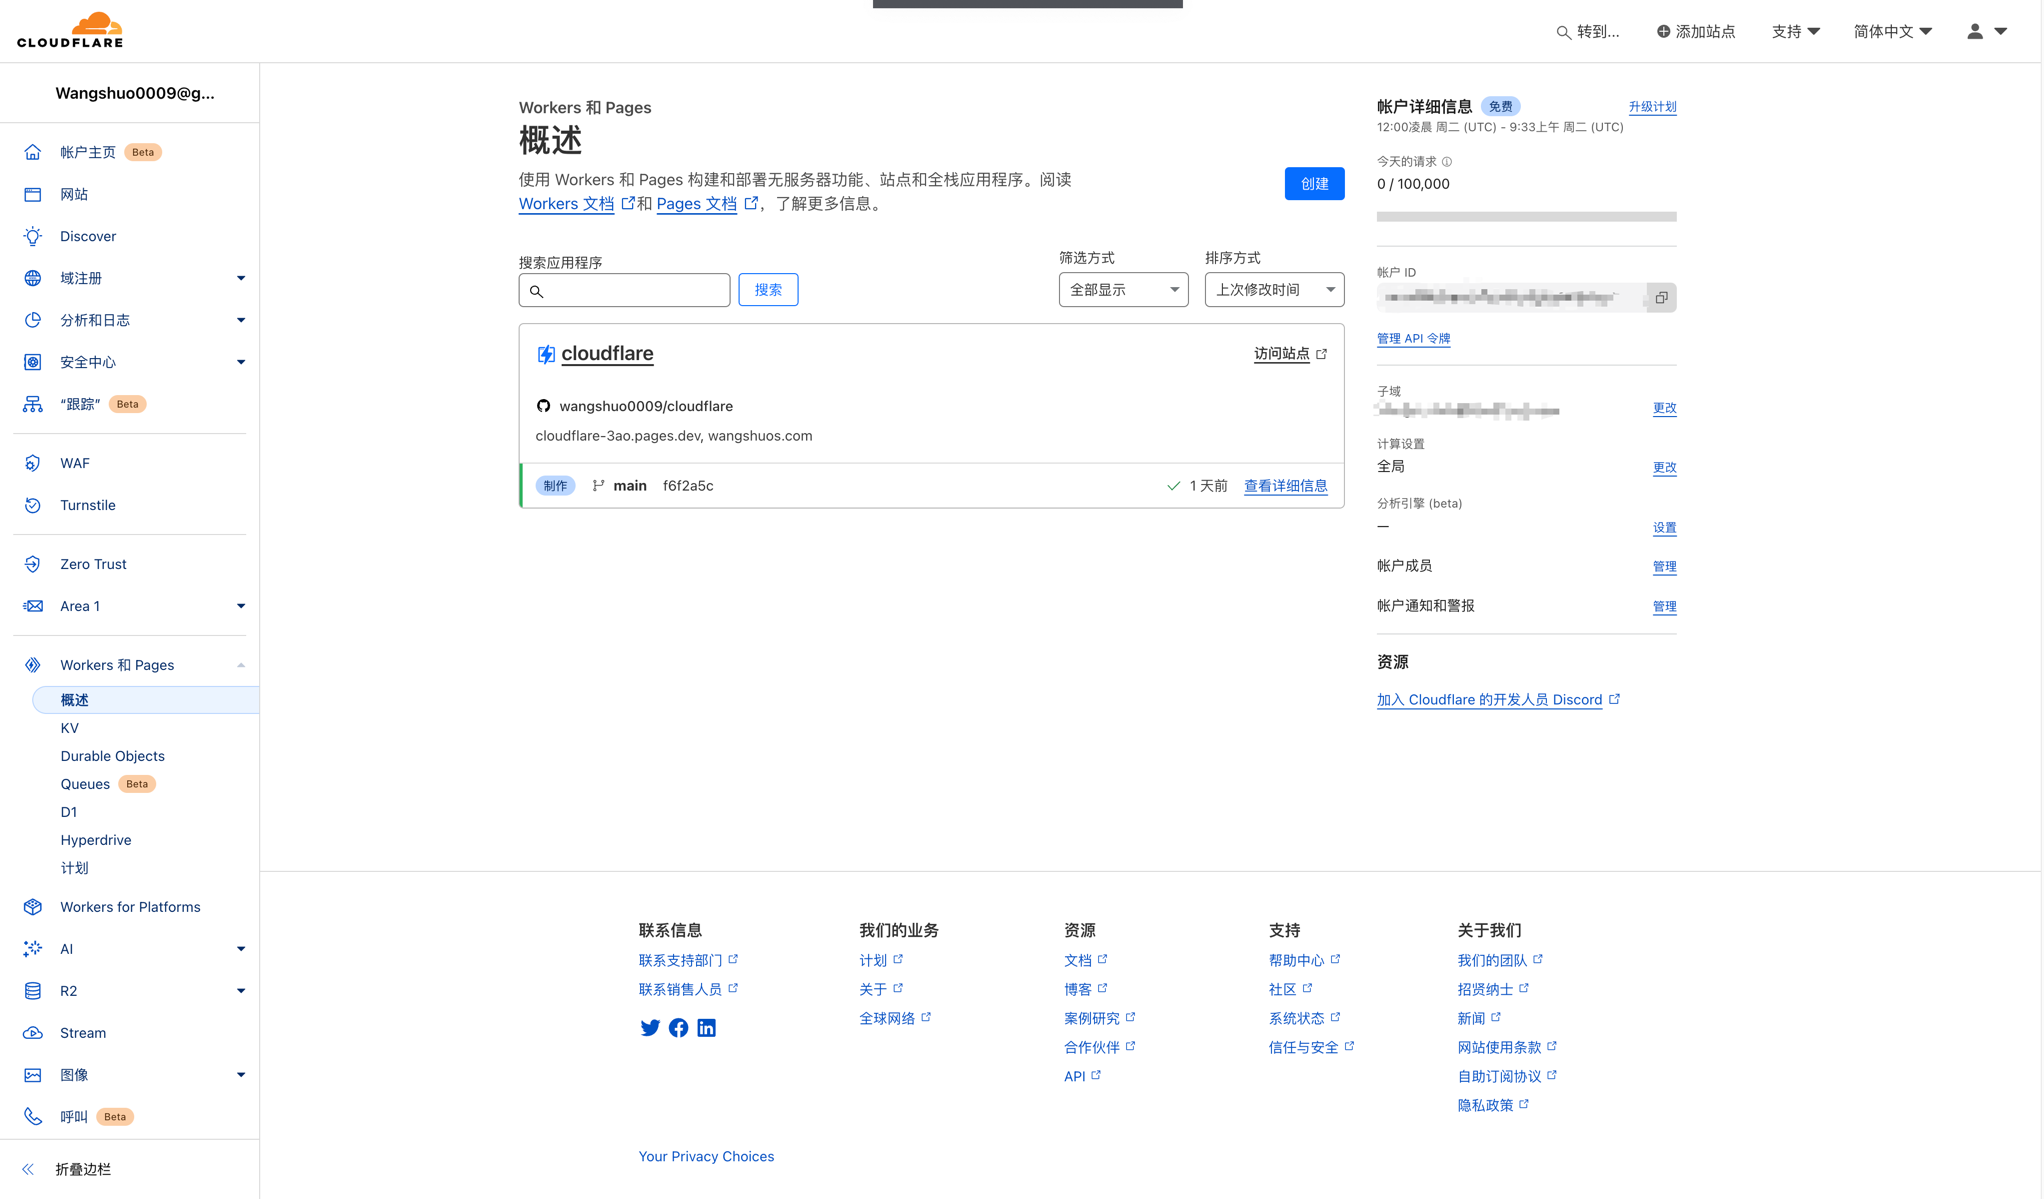 CLOUDFLARE
转到...
添加站点
支持
简体中文
Wangshuo0009@g...
帐户主页 Beta
网站
Discover
域注册
分析和日志
安全中心
“跟踪” Beta
WAF
Turnstile
Zero Trust
Area 1
Workers 和 Pages
概述
KV
Durable Objects
Queues Beta
D1
Hyperdrive
计划
Workers for Platforms
AI
R2
Stream
图像
呼叫 Beta
折叠边栏
Workers 和 Pages
概述
使用 Workers 和 Pages 构建和部署无服务器功能、站点和全栈应用程序。阅读
Workers 文档 和 Pages 文档 ，了解更多信息。
创建
搜索应用程序
搜索
筛选方式
全部显示
排序方式
上次修改时间
cloudflare
访问站点
wangshuo0009/cloudflare
cloudflare-3ao.pages.dev, wangshuos.com
制作 main f6f2a5c
1 天前 查看详细信息
帐户详细信息 免费 升级计划
12:00凌晨 周二 (UTC) - 9:33上午 周二 (UTC)
今天的请求
0 / 100,000
帐户 ID
管理 API 令牌
子域
更改
计算设置
全局 更改
分析引擎 (beta)
— 设置
帐户成员 管理
帐户通知和警报 管理
资源
加入 Cloudflare 的开发人员 Discord
联系信息
联系支持部门
联系销售人员
我们的业务
计划
关于
全球网络
资源
文档
博客
案例研究
合作伙伴
API
支持
帮助中心
社区
系统状态
信任与安全
关于我们
我们的团队
招贤纳士
新闻
网站使用条款
自助订阅协议
隐私政策
Your Privacy Choices